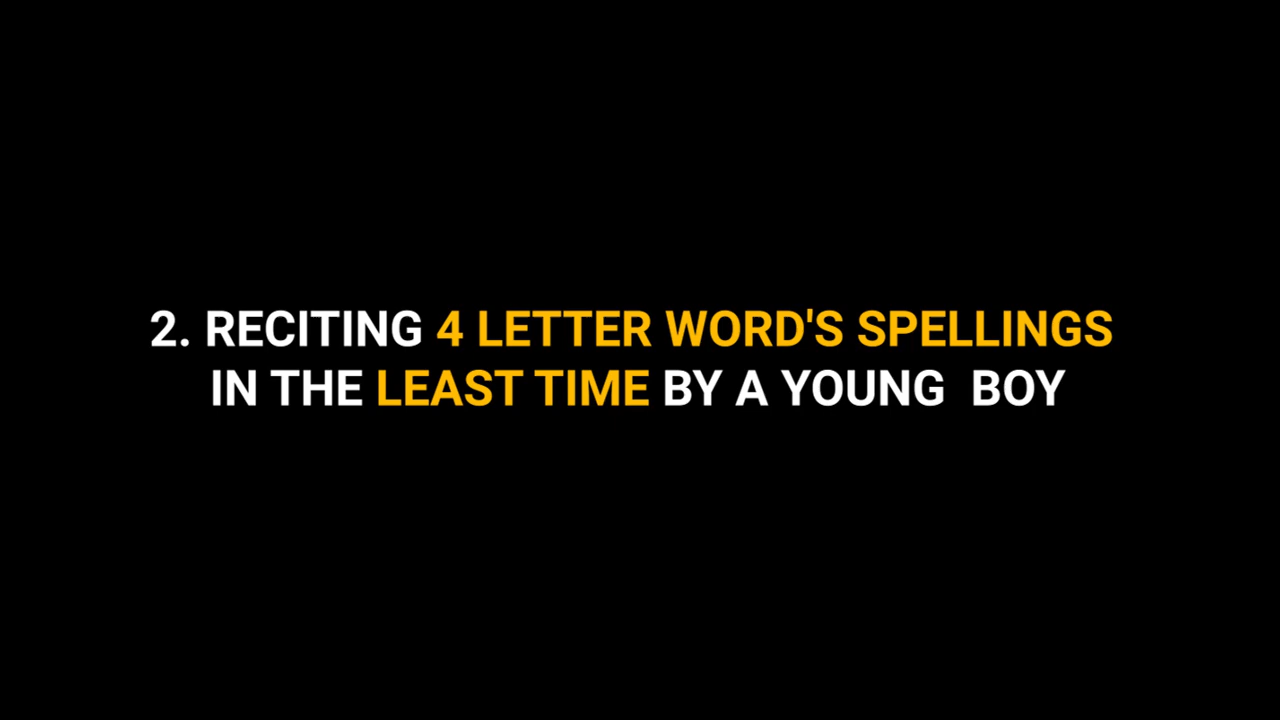 2. RECITING 4 LETTER WORD'S SPELLINGS
IN THE LEAST TIME BY A YOUNG  BOY